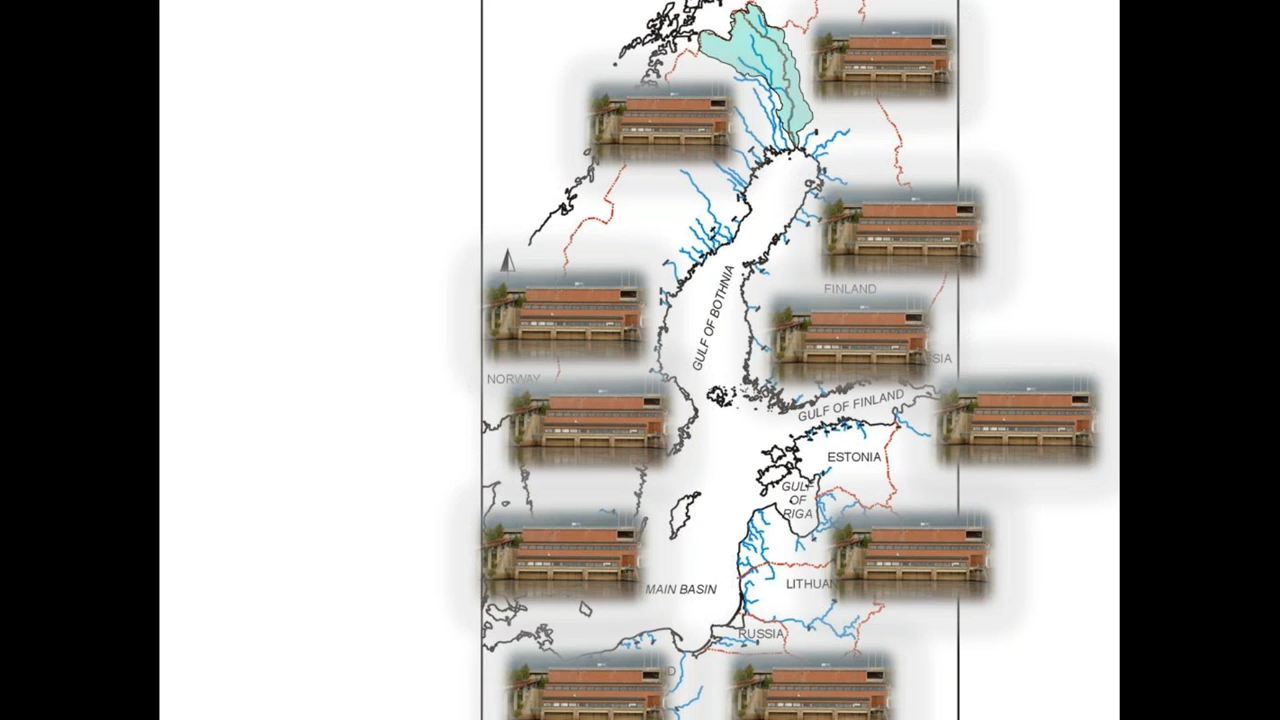 GULF OF BOTHNIA
FINLAND
NORWAY
GULF OF FINLAND
ESTONIA
GULF
OF
RIGA
MAIN BASIN
RUSSIA